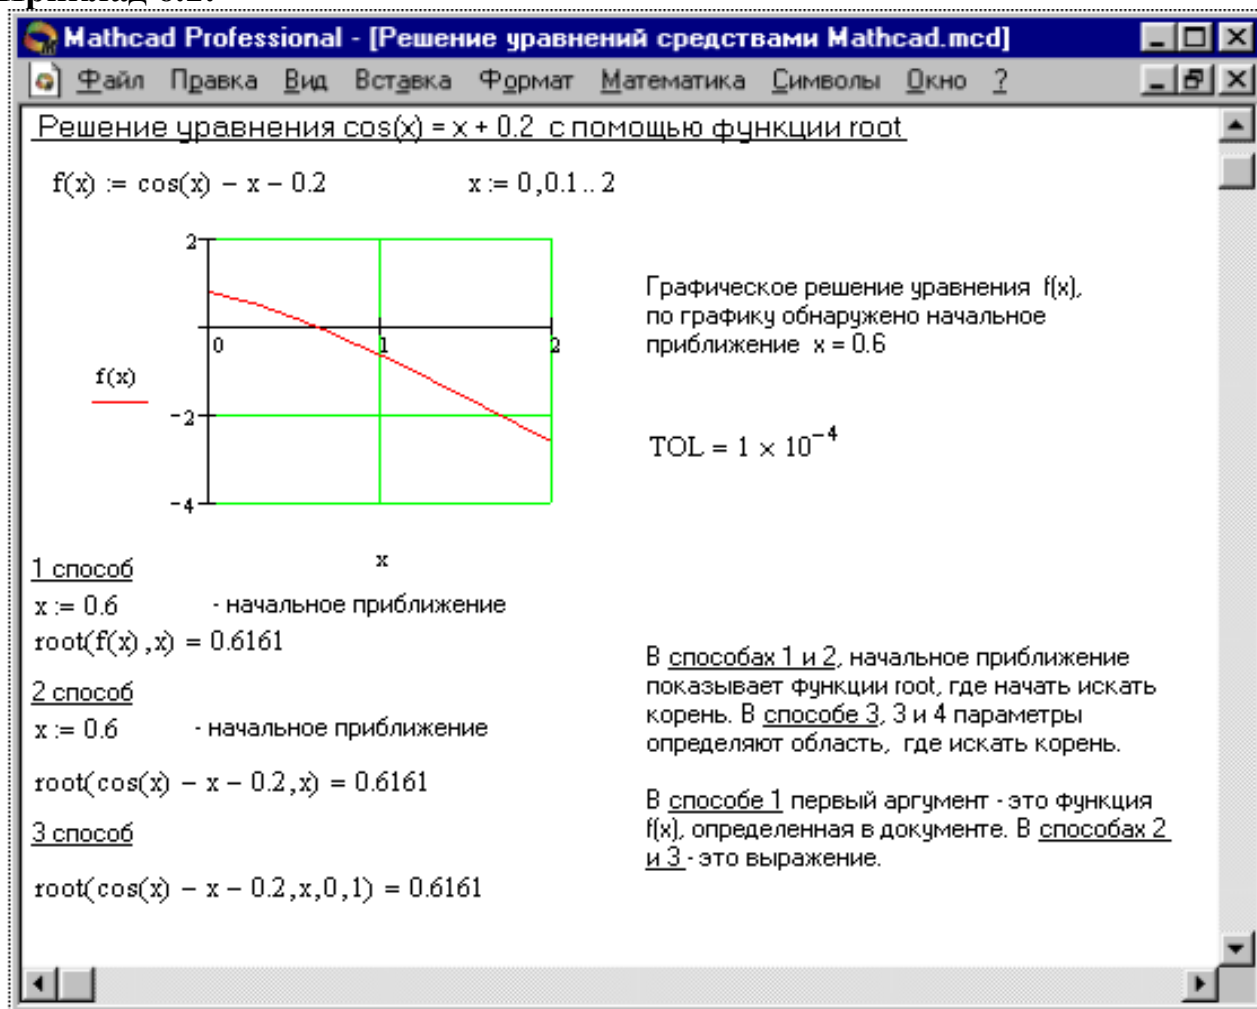 Приклад 6.2.
Mathcad Professional - [Решение уравнений средствами Mathcad.mcd]
Файл Правка Вид Вставка Формат Математика Символы Окно ?
Решение уравнения cos(x) = x + 0.2 с помощью функции root
f(x) := cos(x) − x − 0.2 x := 0,0.1.. 2
2
0 1 2
f(x)
−2
−4
x
Графическое решение уравнения f(x),
по графику обнаружено начальное
приближение x = 0.6
TOL = 1 × 10⁻⁴
1 способ
x := 0.6 - начальное приближение
root(f(x) ,x) = 0.6161
2 способ
x := 0.6 - начальное приближение
root(cos(x) − x − 0.2,x) = 0.6161
3 способ
root(cos(x) − x − 0.2,x,0,1) = 0.6161
В способах 1 и 2, начальное приближение
показывает функции root, где начать искать
корень. В способе 3, 3 и 4 параметры
определяют область, где искать корень.
В способе 1 первый аргумент - это функция
f(x), определенная в документе. В способах 2
и 3 - это выражение.